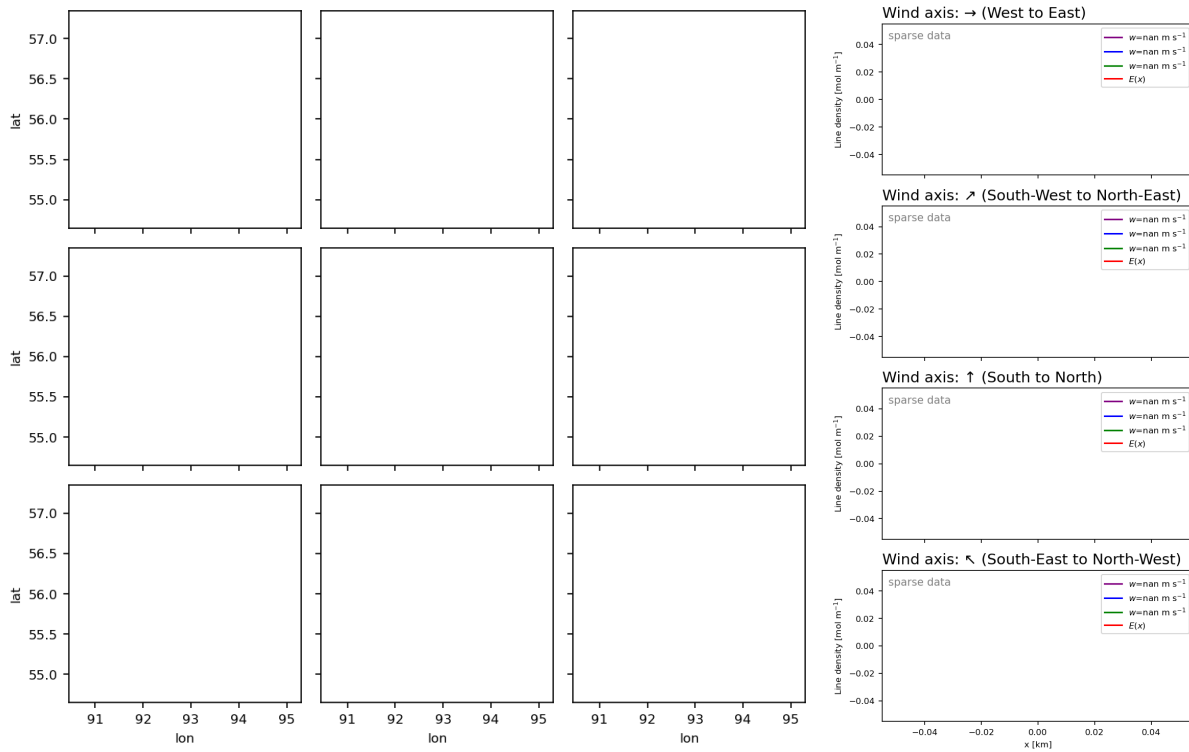 57.0
56.5
lat
56.0
55.5
55.0
57.0
56.5
lat
56.0
55.5
55.0
57.0
56.5
lat
56.0
55.5
55.0
91 92 93 94 95
lon
91 92 93 94 95
lon
91 92 93 94 95
lon
Wind axis: → (West to East)
sparse data
w=nan m s⁻¹
w=nan m s⁻¹
w=nan m s⁻¹
E(x)
Line density [mol m⁻¹]
0.04
0.02
0.00
−0.02
−0.04
Wind axis: ↗ (South-West to North-East)
sparse data
w=nan m s⁻¹
w=nan m s⁻¹
w=nan m s⁻¹
E(x)
Line density [mol m⁻¹]
0.04
0.02
0.00
−0.02
−0.04
Wind axis: ↑ (South to North)
sparse data
w=nan m s⁻¹
w=nan m s⁻¹
w=nan m s⁻¹
E(x)
Line density [mol m⁻¹]
0.04
0.02
0.00
−0.02
−0.04
Wind axis: ↖ (South-East to North-West)
sparse data
w=nan m s⁻¹
w=nan m s⁻¹
w=nan m s⁻¹
E(x)
Line density [mol m⁻¹]
0.04
0.02
0.00
−0.02
−0.04
−0.04 −0.02 0.00 0.02 0.04
x [km]